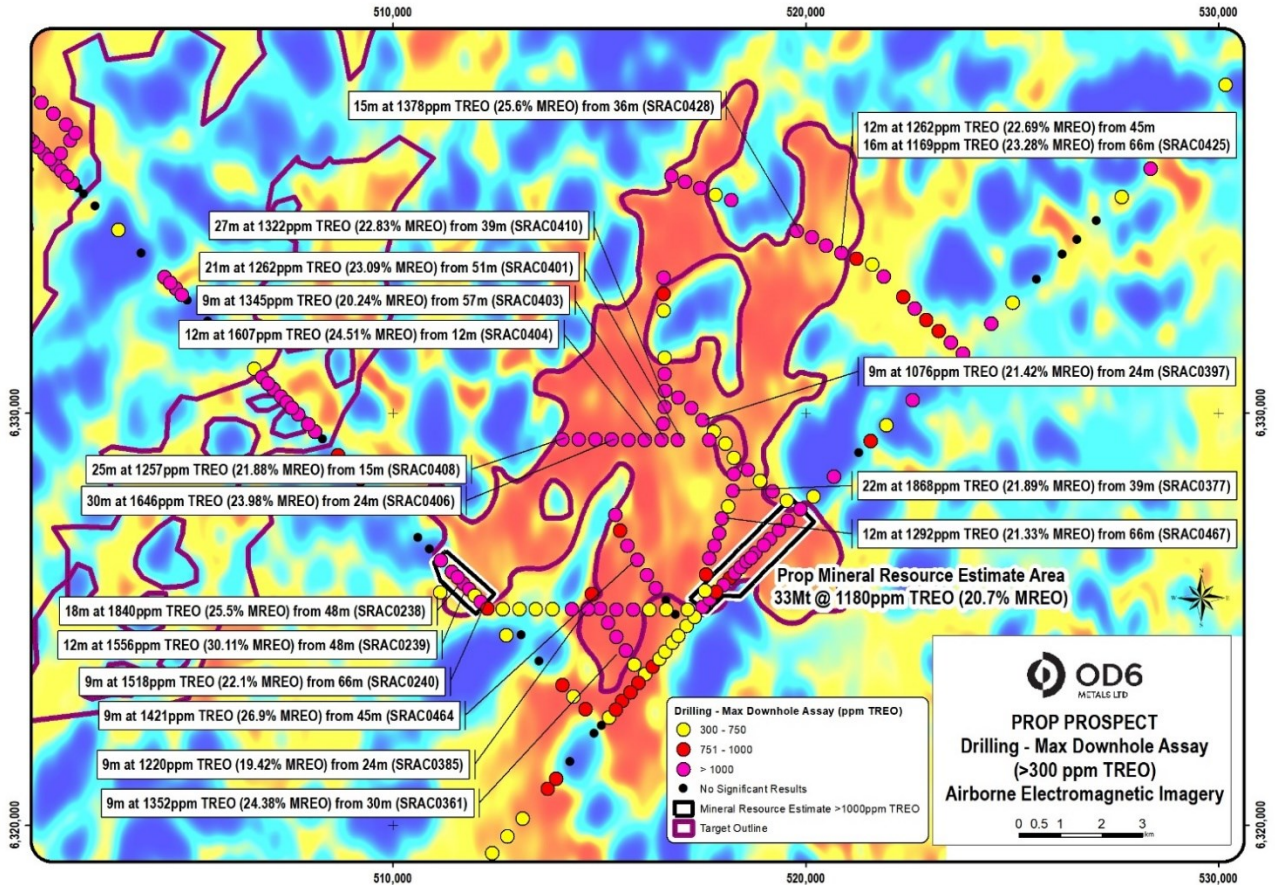 510,000
520,000
530,000
15m at 1378ppm TREO (25.6% MREO) from 36m (SRAC0428)
12m at 1262ppm TREO (22.69% MREO) from 45m
16m at 1169ppm TREO (23.28% MREO) from 66m (SRAC0425)
27m at 1322ppm TREO (22.83% MREO) from 39m (SRAC0410)
21m at 1262ppm TREO (23.09% MREO) from 51m (SRAC0401)
9m at 1345ppm TREO (20.24% MREO) from 57m (SRAC0403)
12m at 1607ppm TREO (24.51% MREO) from 12m (SRAC0404)
9m at 1076ppm TREO (21.42% MREO) from 24m (SRAC0397)
6,330,000
6,330,000
25m at 1257ppm TREO (21.88% MREO) from 15m (SRAC0408)
30m at 1646ppm TREO (23.98% MREO) from 24m (SRAC0406)
22m at 1868ppm TREO (21.89% MREO) from 39m (SRAC0377)
12m at 1292ppm TREO (21.33% MREO) from 66m (SRAC0467)
Prop Mineral Resource Estimate Area
33Mt @ 1180ppm TREO (20.7% MREO)
18m at 1840ppm TREO (25.5% MREO) from 48m (SRAC0238)
12m at 1556ppm TREO (30.11% MREO) from 48m (SRAC0239)
9m at 1518ppm TREO (22.1% MREO) from 66m (SRAC0240)
9m at 1421ppm TREO (26.9% MREO) from 45m (SRAC0464
9m at 1220ppm TREO (19.42% MREO) from 24m (SRAC0385)
9m at 1352ppm TREO (24.38% MREO) from 30m (SRAC0361)
N
W
E
S
Drilling - Max Downhole Assay (ppm TREO)
300 - 750
751 - 1000
> 1000
No Significant Results
Mineral Resource Estimate >1000ppm TREO
Target Outline
OD6
METALS LTD
PROP PROSPECT
Drilling - Max Downhole Assay
(>300 ppm TREO)
Airborne Electromagnetic Imagery
0 0.5 1 2 3
km
6,320,000
6,320,000
510,000
520,000
530,000